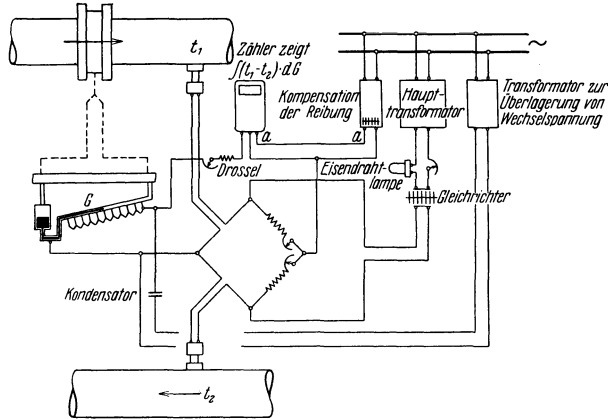 t₁
Zähler zeigt
∫(t₁-t₂)·dG
Kompensation
der Reibung
Haupt-
transformator
~
Transformator zur
Überlagerung von
Wechselspannung
a
a
Drossel
Eisendraht-
lampe
Gleichrichter
G
Kondensator
t₂